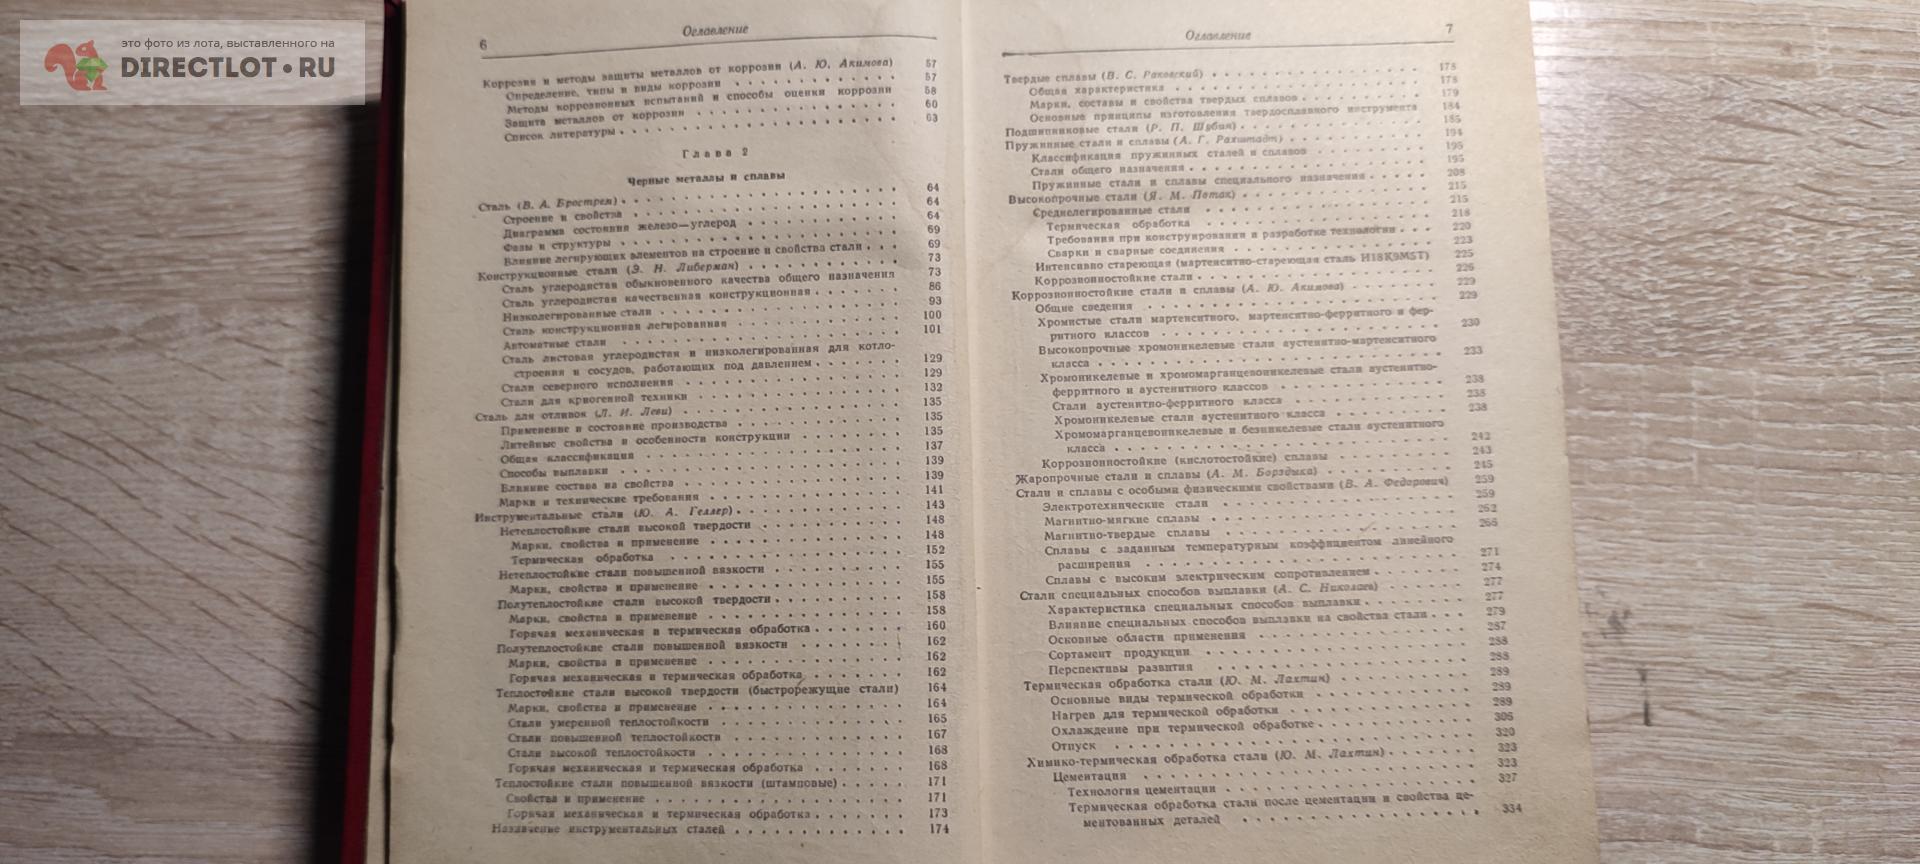 это фото из лота, выставленного на
DIRECTLOT.RU
6 Оглавление
Коррозия и методы защиты металлов от коррозии (А. Ю. Акимова) 57
Определение, типы и виды коррозии 57
Методы коррозионных испытаний и способы оценки коррозии 58
Защита металлов от коррозии 60
Список литературы 63
Глава 2
Черные металлы и сплавы
Сталь (В. А. Брострем) 64
Строение и свойства 64
Диаграмма состояния железо—углерод 64
Фазы и структуры 69
Влияние легирующих элементов на строение и свойства стали 69
Конструкционные стали (Э. Н. Либерман) 73
Сталь углеродистая обыкновенного качества общего назначения 73
Сталь углеродистая качественная конструкционная 86
Низколегированные стали 93
Сталь конструкционная легированная 100
Автоматные стали 101
Сталь листовая углеродистая и низколегированная для котло-
строения и сосудов, работающих под давлением 129
Стали северного исполнения 129
Стали для криогенной техники 132
Сталь для отливок (Л. И. Леви) 135
Применение и состояние производства 135
Литейные свойства и особенности конструкции 135
Общая классификация 137
Способы выплавки 139
Влияние состава на свойства 139
Марки и технические требования 141
Инструментальные стали (Ю. А. Геллер) 143
Нетеплостойкие стали высокой твердости 148
Марки, свойства и применение 148
Термическая обработка 152
Нетеплостойкие стали повышенной вязкости 155
Марки, свойства и применение 155
Полутеплостойкие стали высокой твердости 158
Марки, свойства и применение 158
Горячая механическая и термическая обработка 160
Полутеплостойкие стали повышенной вязкости 162
Марки, свойства и применение 162
Горячая механическая и термическая обработка 162
Теплостойкие стали высокой твердости (быстрорежущие стали) 164
Марки, свойства и применение 164
Стали умеренной теплостойкости 165
Стали повышенной теплостойкости 167
Стали высокой теплостойкости 168
Горячая механическая и термическая обработка 168
Теплостойкие стали повышенной вязкости (штамповые) 171
Свойства и применение 171
Горячая механическая и термическая обработка 173
Назначение инструментальных сталей 174
Оглавление 7
Твердые сплавы (В. С. Раковский) 178
Общая характеристика 178
Марки, составы и свойства твердых сплавов 179
Основные принципы изготовления твердосплавного инструмента 184
Подшипниковые стали (Р. П. Шубин) 185
Пружинные стали и сплавы (А. Г. Рахштадт) 194
Классификация пружинных сталей и сплавов 195
Стали общего назначения 195
Пружинные стали и сплавы специального назначения 208
Высокопрочные стали (Я. М. Потак) 215
Среднелегированные стали 215
Термическая обработка 218
Требования при конструировании и разработке технологии 220
Сварка и сварные соединения 223
Интенсивно стареющая (мартенситно-стареющая сталь Н18К9М5Т) 225
Коррозионностойкие стали 226
Коррозионностойкие стали и сплавы (А. Ю. Акимова) 229
Общие сведения 229
Хромистые стали мартенситного, мартенситно-ферритного и фер-
ритного классов 230
Высокопрочные хромоникелевые стали аустенитно-мартенситного
класса 233
Хромоникелевые и хромомарганцевоникелевые стали аустенитно-
ферритного и аустенитного классов 238
Стали аустенитно-ферритного класса 238
Хромоникелевые стали аустенитного класса 238
Хромомарганцевоникелевые и безникелевые стали аустенитного
класса 242
Коррозионностойкие (кислотостойкие) сплавы 243
Жаропрочные стали и сплавы (А. М. Борздыка) 245
Стали и сплавы с особыми физическими свойствами (В. А. Федорович) 259
Электротехнические стали 259
Магнитно-мягкие сплавы 262
Магнитно-твердые сплавы 266
Сплавы с заданным температурным коэффициентом линейного
расширения 271
Сплавы с высоким электрическим сопротивлением 274
Стали специальных способов выплавки (А. С. Николаев) 277
Характеристика специальных способов выплавки 277
Влияние специальных способов выплавки на свойства стали 279
Основные области применения 287
Сортамент продукции 288
Перспективы развития 288
Термическая обработка стали (Ю. М. Лахтин) 289
Основные виды термической обработки 289
Нагрев для термической обработки 289
Охлаждение при термической обработке 305
Отпуск 320
Химико-термическая обработка стали (Ю. М. Лахтин) 323
Цементация 323
Технология цементации 327
Термическая обработка стали после цементации и свойства це-
ментованных деталей 334